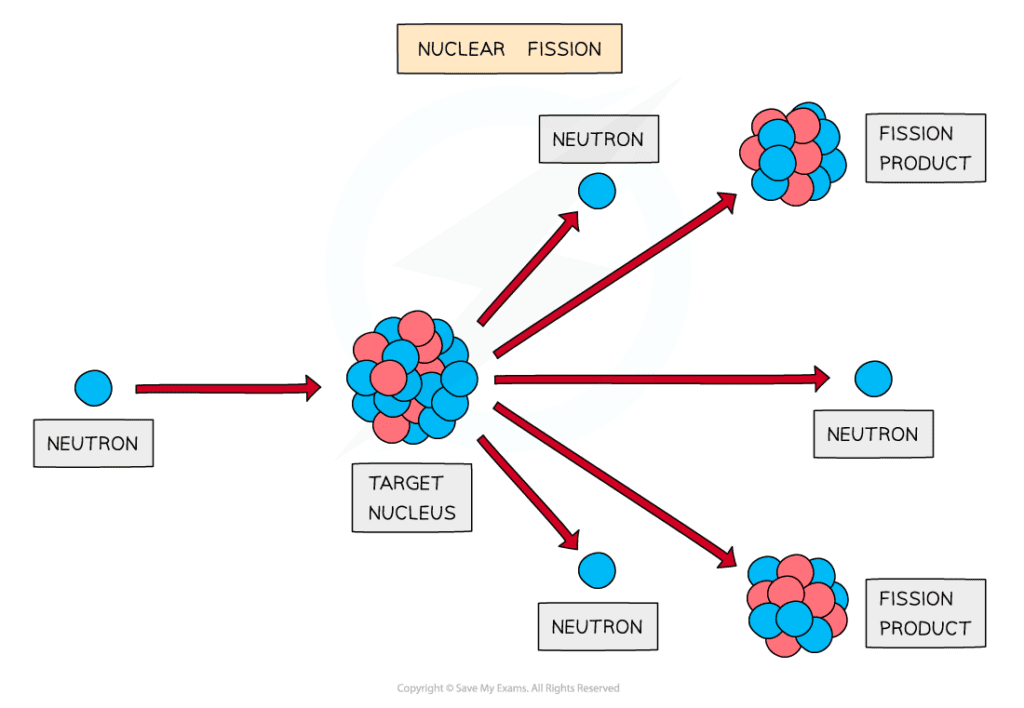 NUCLEAR FISSION
NEUTRON
FISSION
PRODUCT
NEUTRON
TARGET
NUCLEUS
NEUTRON
NEUTRON
FISSION
PRODUCT
Copyright © Save My Exams. All Rights Reserved